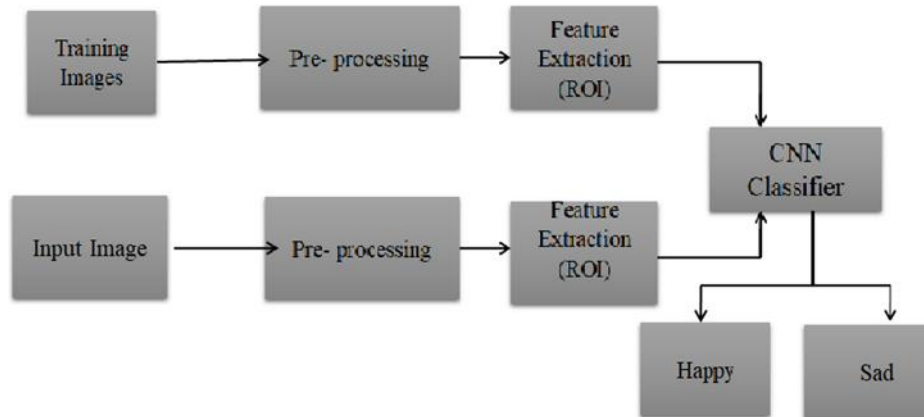 Training
Images
Pre- processing
Feature
Extraction
(ROI)
CNN
Classifier
Input Image
Pre- processing
Feature
Extraction
(ROI)
Happy
Sad